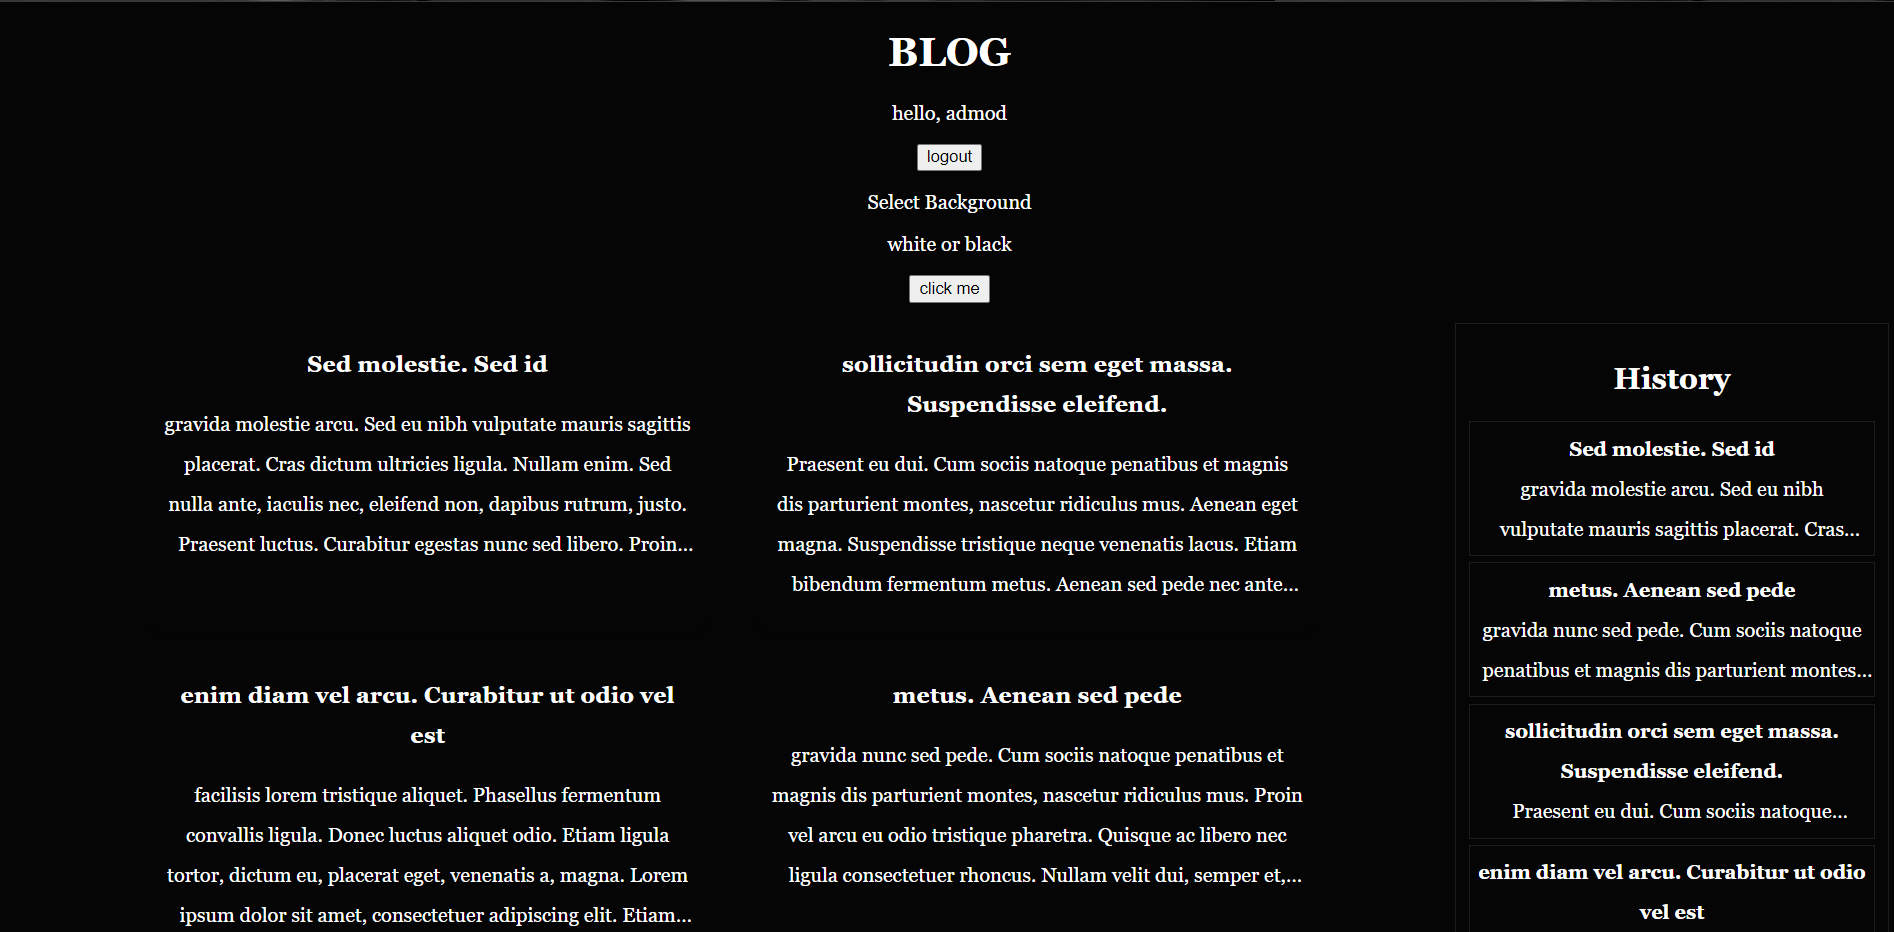 BLOG
hello, admod
logout
Select Background
white or black
click me
Sed molestie. Sed id
gravida molestie arcu. Sed eu nibh vulputate mauris sagittis
placerat. Cras dictum ultricies ligula. Nullam enim. Sed
nulla ante, iaculis nec, eleifend non, dapibus rutrum, justo.
Praesent luctus. Curabitur egestas nunc sed libero. Proin...
sollicitudin orci sem eget massa.
Suspendisse eleifend.
Praesent eu dui. Cum sociis natoque penatibus et magnis
dis parturient montes, nascetur ridiculus mus. Aenean eget
magna. Suspendisse tristique neque venenatis lacus. Etiam
bibendum fermentum metus. Aenean sed pede nec ante...
enim diam vel arcu. Curabitur ut odio vel
est
facilisis lorem tristique aliquet. Phasellus fermentum
convallis ligula. Donec luctus aliquet odio. Etiam ligula
tortor, dictum eu, placerat eget, venenatis a, magna. Lorem
ipsum dolor sit amet, consectetuer adipiscing elit. Etiam...
metus. Aenean sed pede
gravida nunc sed pede. Cum sociis natoque penatibus et
magnis dis parturient montes, nascetur ridiculus mus. Proin
vel arcu eu odio tristique pharetra. Quisque ac libero nec
ligula consectetuer rhoncus. Nullam velit dui, semper et,...
History
Sed molestie. Sed id
gravida molestie arcu. Sed eu nibh
vulputate mauris sagittis placerat. Cras...
metus. Aenean sed pede
gravida nunc sed pede. Cum sociis natoque
penatibus et magnis dis parturient montes...
sollicitudin orci sem eget massa.
Suspendisse eleifend.
Praesent eu dui. Cum sociis natoque...
enim diam vel arcu. Curabitur ut odio
vel est